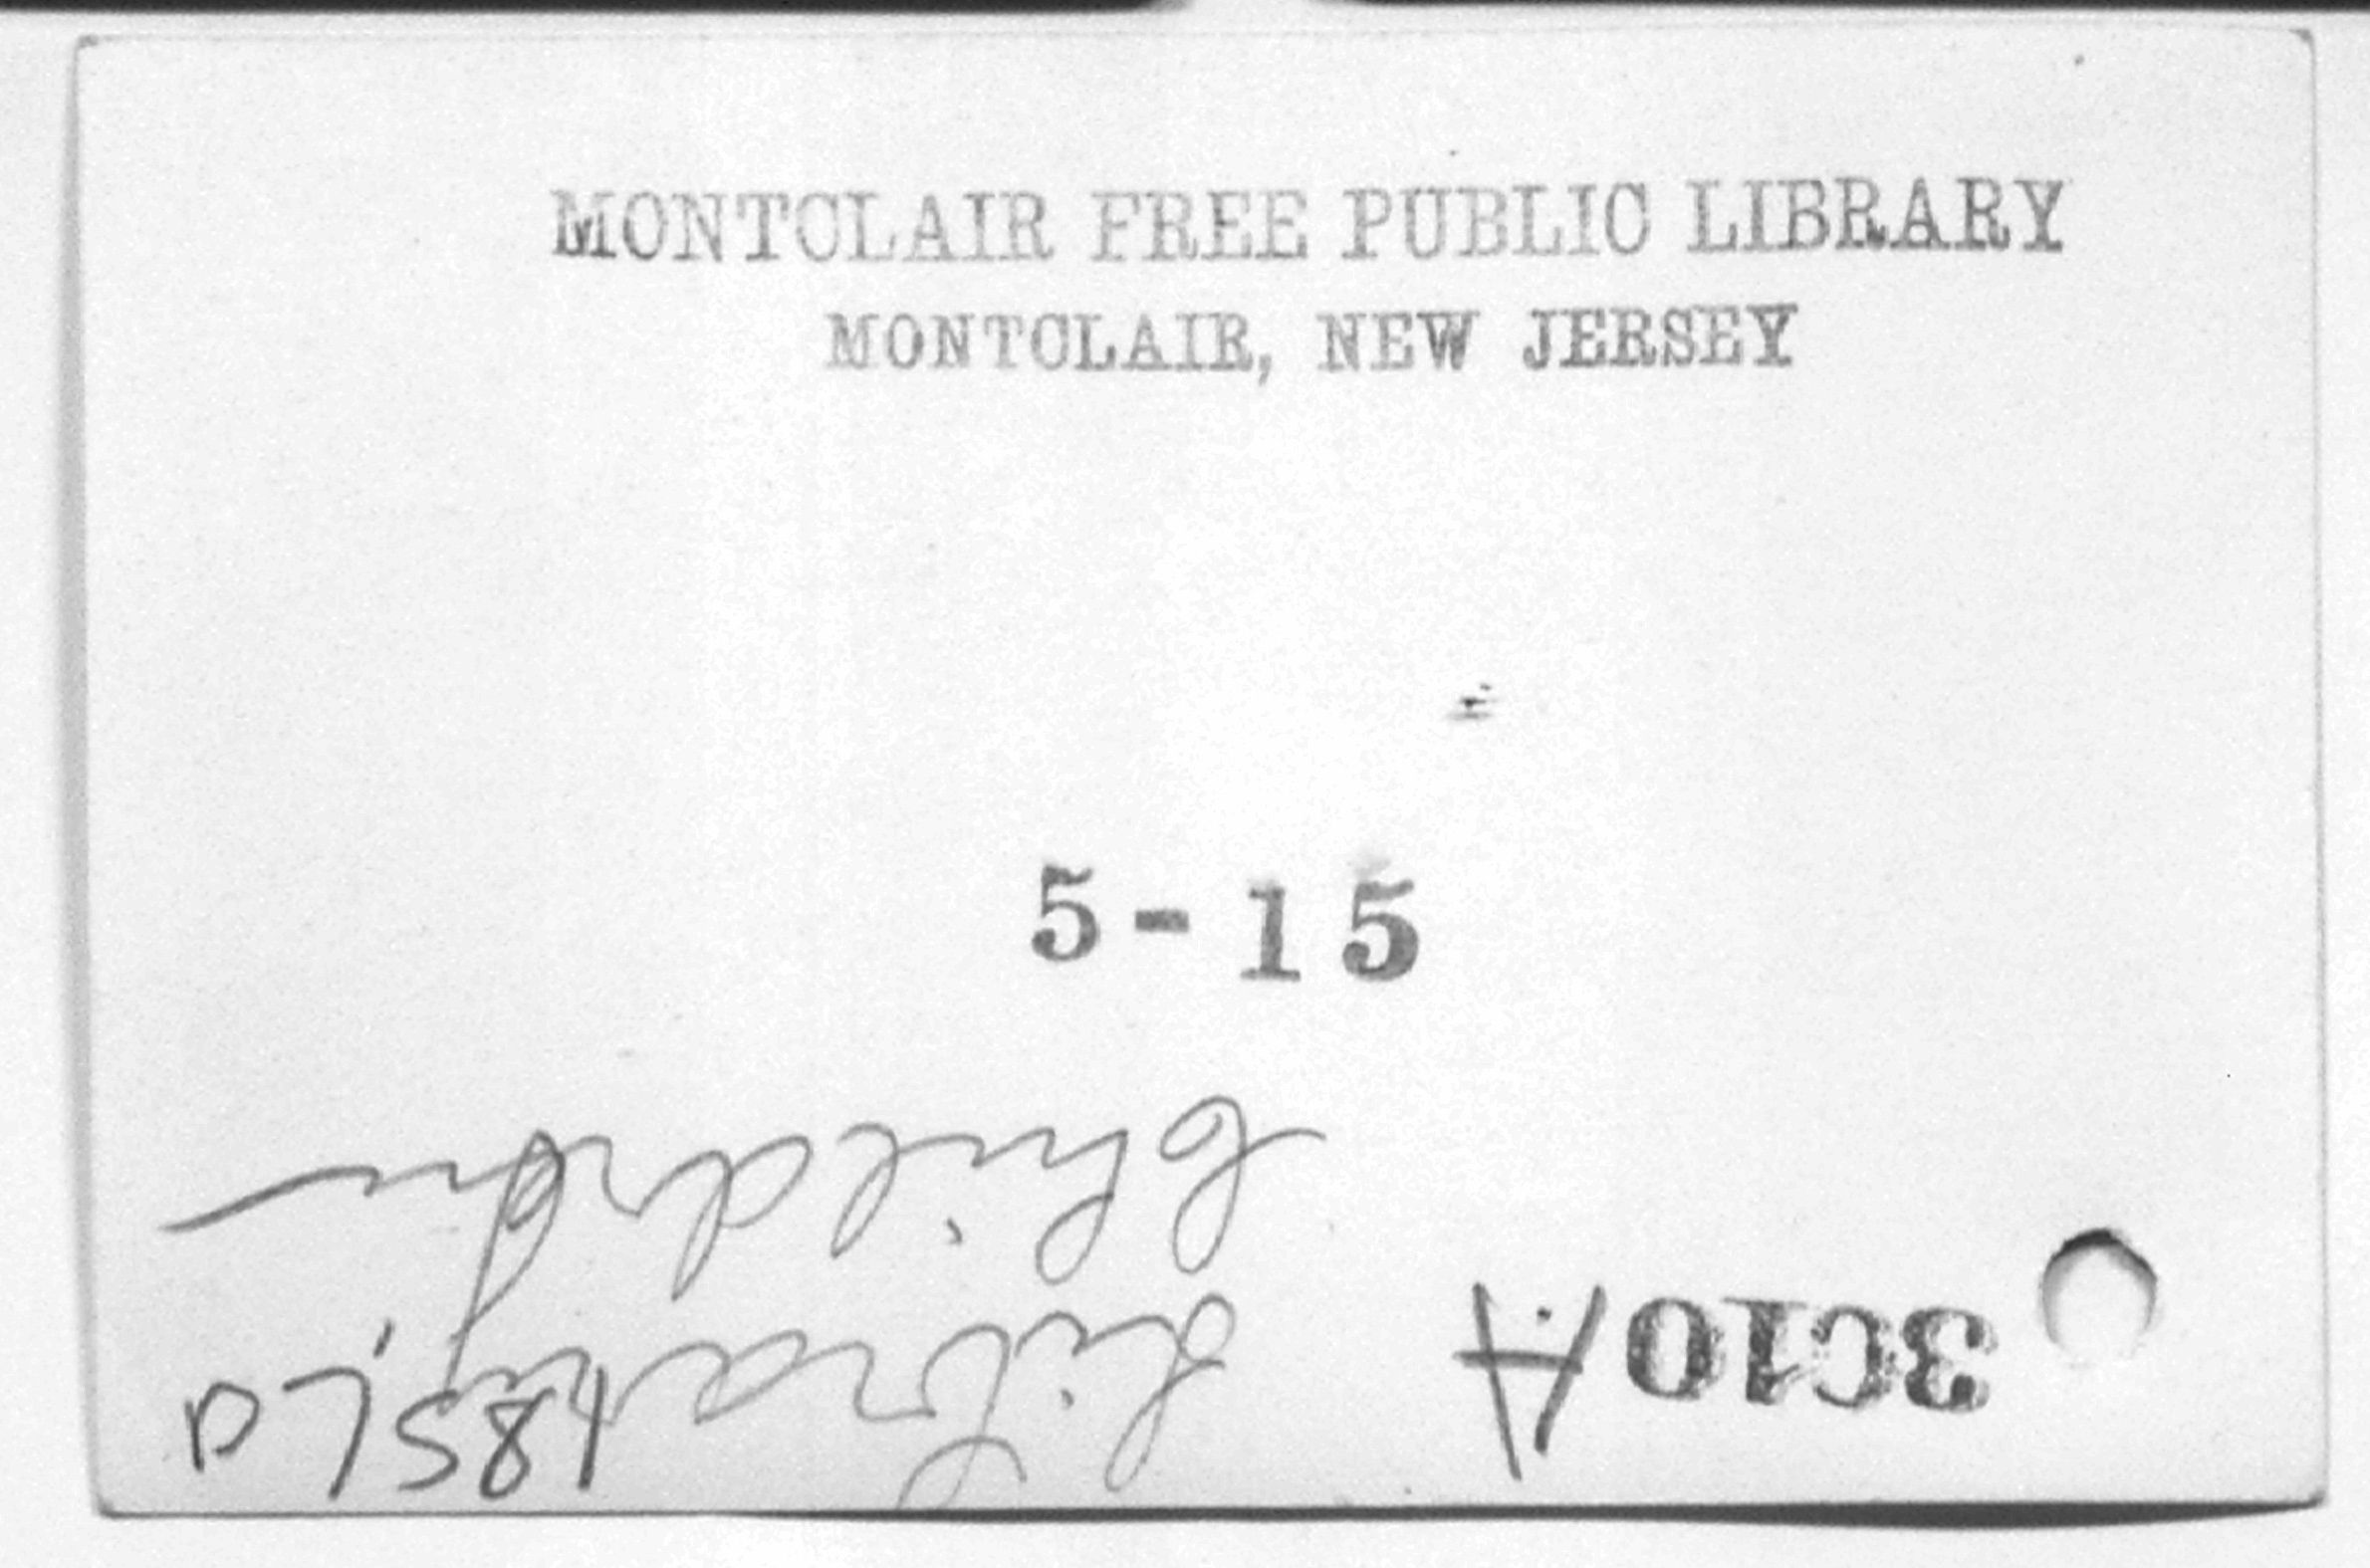 MONTCLAIR FREE PUBLIC LIBRARY
MONTCLAIR, NEW JERSEY
5-15
3C10A
Library
Children